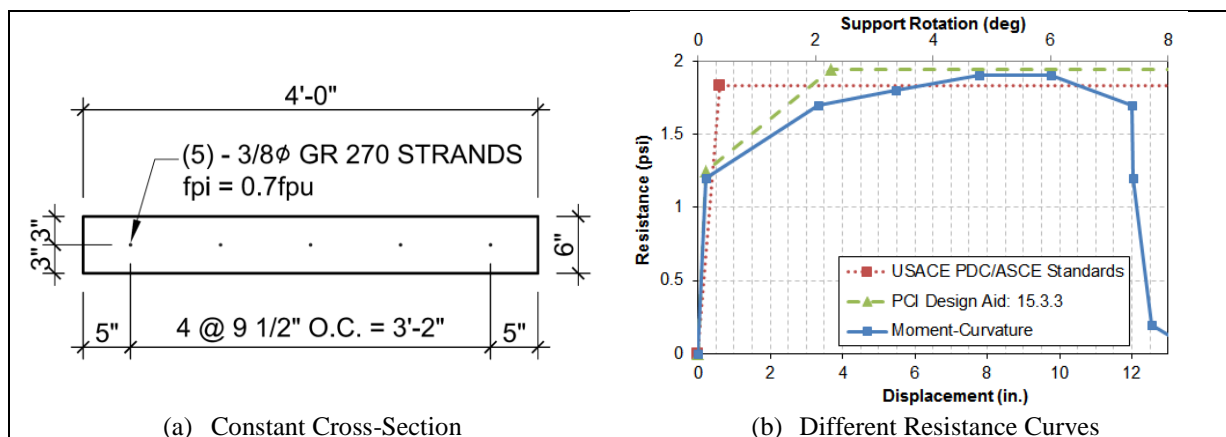 4'-0"
(5) - 3/8ϕ GR 270 STRANDS
fpi = 0.7fpu
3"
3"
6"
5"
4 @ 9 1/2" O.C. = 3'-2"
5"
(a) Constant Cross-Section
Support Rotation (deg)
0 2 4 6 8
Resistance (psi)
2
1.5
1
0.5
0
USACE PDC/ASCE Standards
PCI Design Aid: 15.3.3
Moment-Curvature
0 2 4 6 8 10 12
Displacement (in.)
(b) Different Resistance Curves